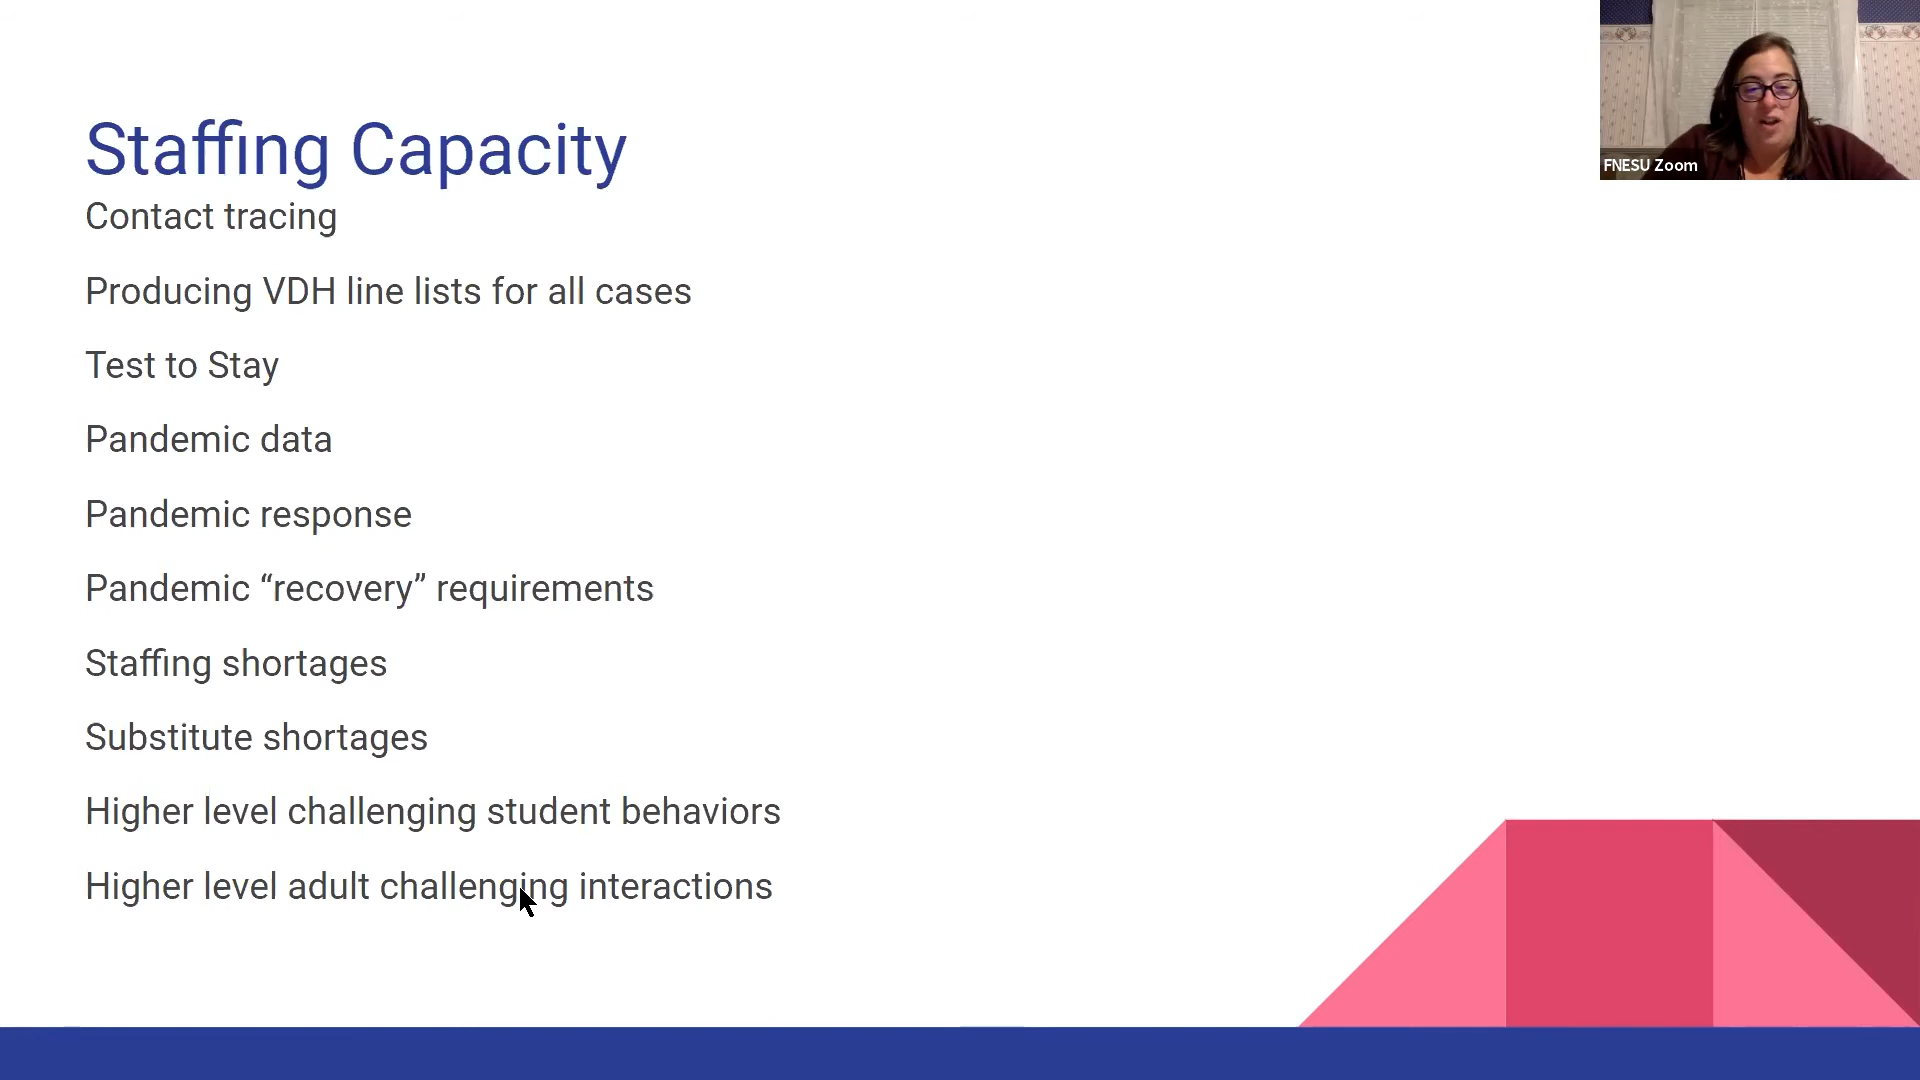 Staffing Capacity
Contact tracing
Producing VDH line lists for all cases
Test to Stay
Pandemic data
Pandemic response
Pandemic “recovery” requirements
Staffing shortages
Substitute shortages
Higher level challenging student behaviors
Higher level adult challenging interactions
FNESU Zoom